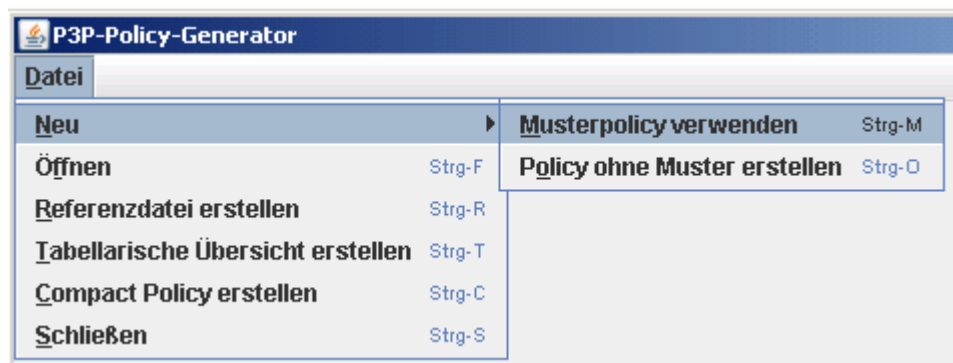 P3P-Policy-Generator
Datei
Neu
Musterpolicy verwenden Strg-M
Öffnen Strg-F
Policy ohne Muster erstellen Strg-O
Referenzdatei erstellen Strg-R
Tabellarische Übersicht erstellen Strg-T
Compact Policy erstellen Strg-C
Schließen Strg-S